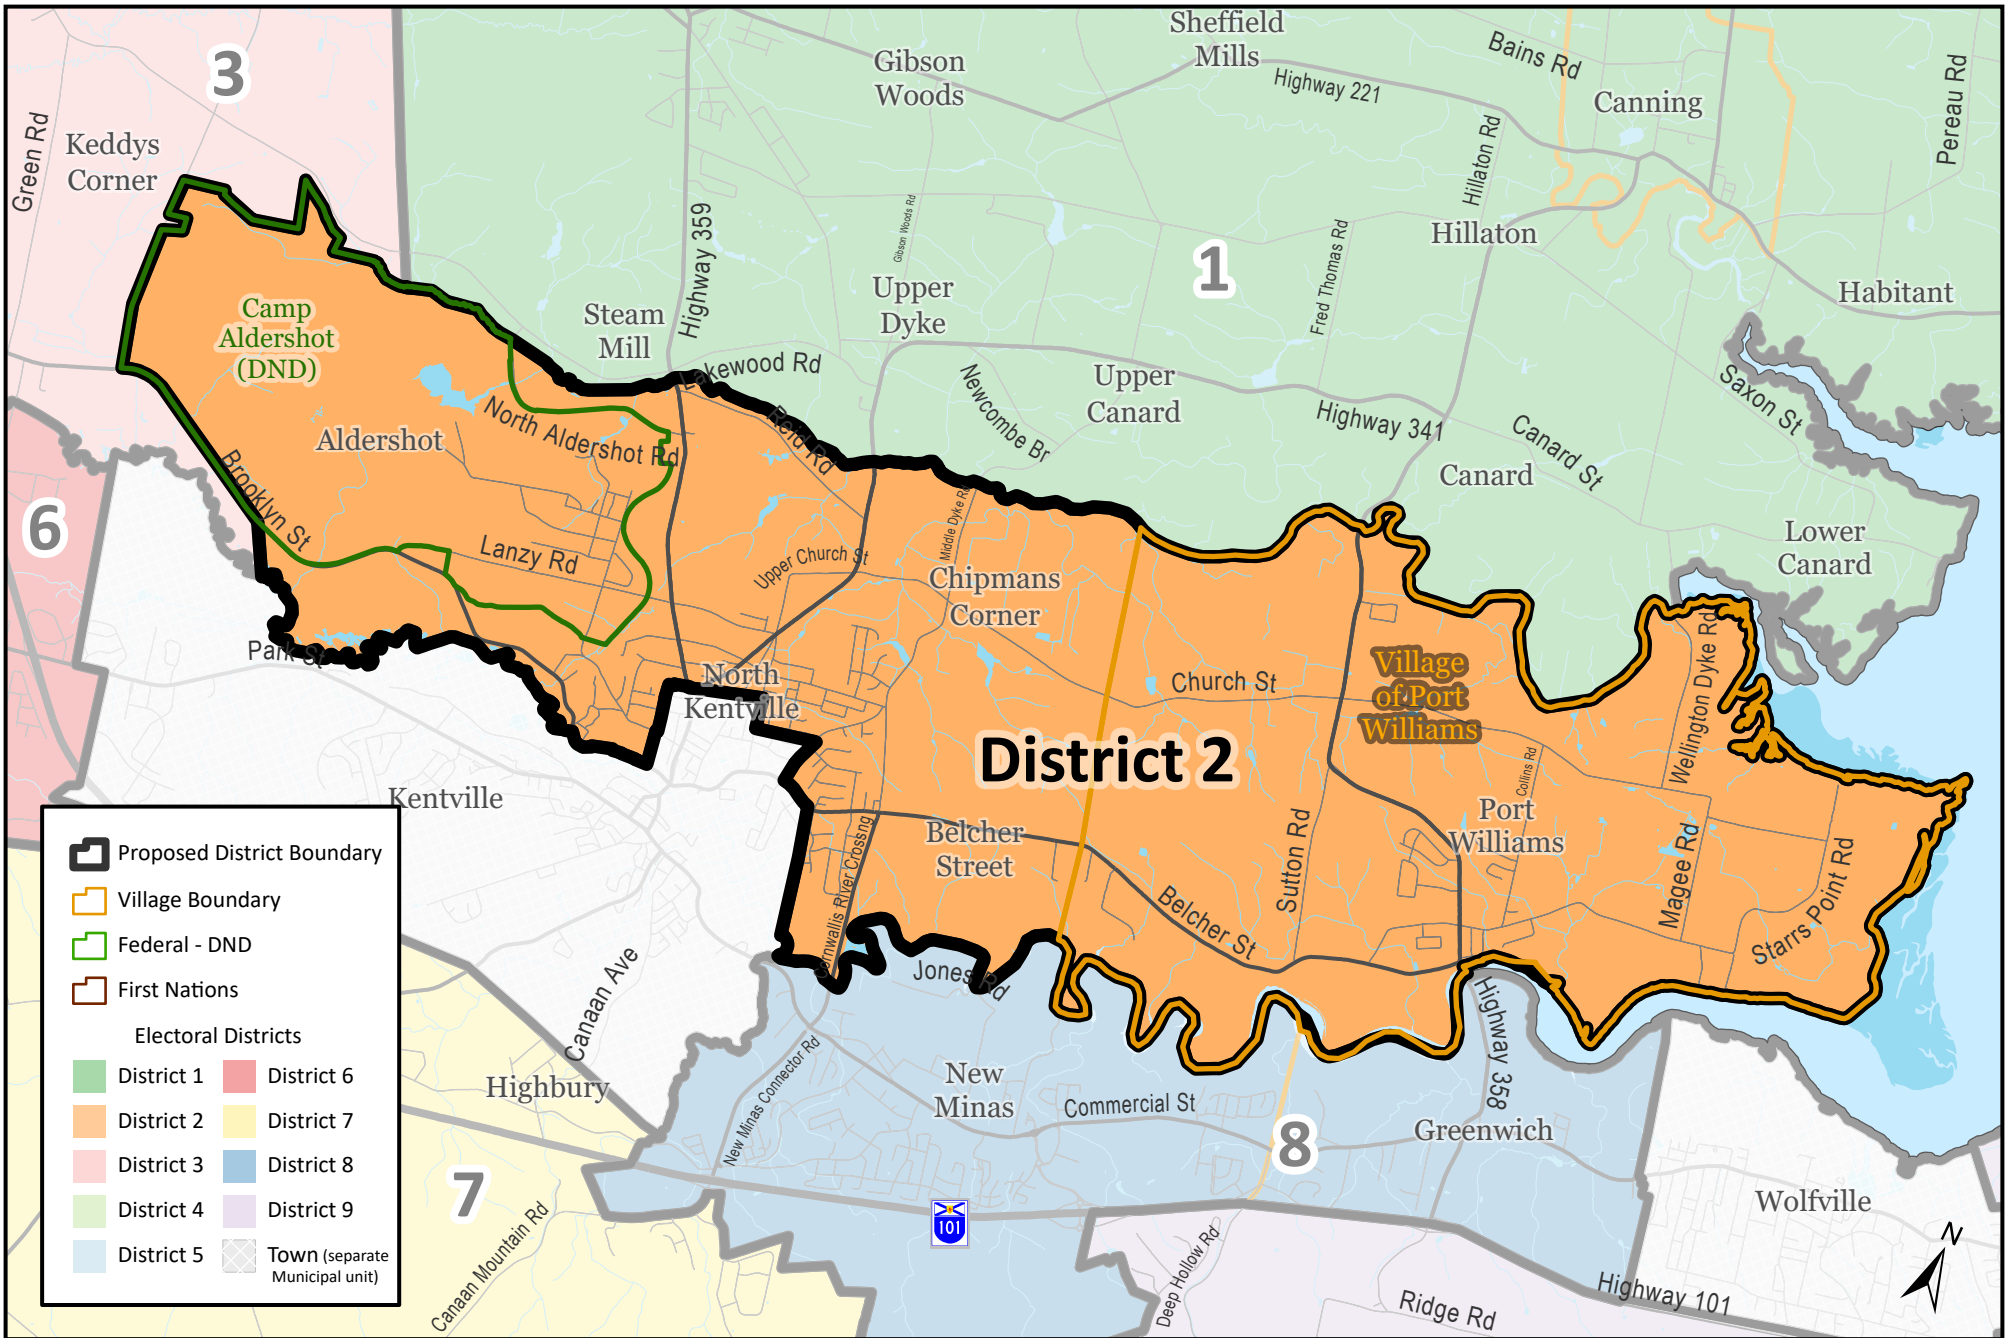 3
Sheffield
Mills
Gibson
Woods
Bains Rd
Highway 221
Canning
Pereau Rd
Green Rd
Keddys
Corner
Hillaton Rd
Gibson Woods Rd
Highway 359
Fred Thomas Rd
Hillaton
1
Upper
Dyke
Habitant
Camp
Aldershot
(DND)
Steam
Mill
Lakewood Rd
Newcombe Br
Upper
Canard
Saxon St
Highway 341
Canard St
North Aldershot Rd
Reid Rd
Aldershot
Canard
Brooklyn St
6
Middle Dyke Rd
Lower
Canard
Lanzy Rd
Upper Church St
Chipmans
Corner
Park St
Wellington Dyke Rd
Village
of Port
Williams
Church St
North
Kentville
District 2
Collins Rd
Kentville
Port
Williams
Belcher
Street
Sutton Rd
Magee Rd
Starrs Point Rd
Cornwallis River Crossng
Belcher St
Jones Rd
Canaan Ave
Highway 358
New Minas Connector Rd
New
Minas
Commercial St
Highbury
8
Greenwich
7
101
Wolfville
Canaan Mountain Rd
Deep Hollow Rd
Ridge Rd
Highway 101
N
Proposed District Boundary
Village Boundary
Federal - DND
First Nations
Electoral Districts
District 1
District 6
District 2
District 7
District 3
District 8
District 4
District 9
District 5
Town (separate
Municipal unit)